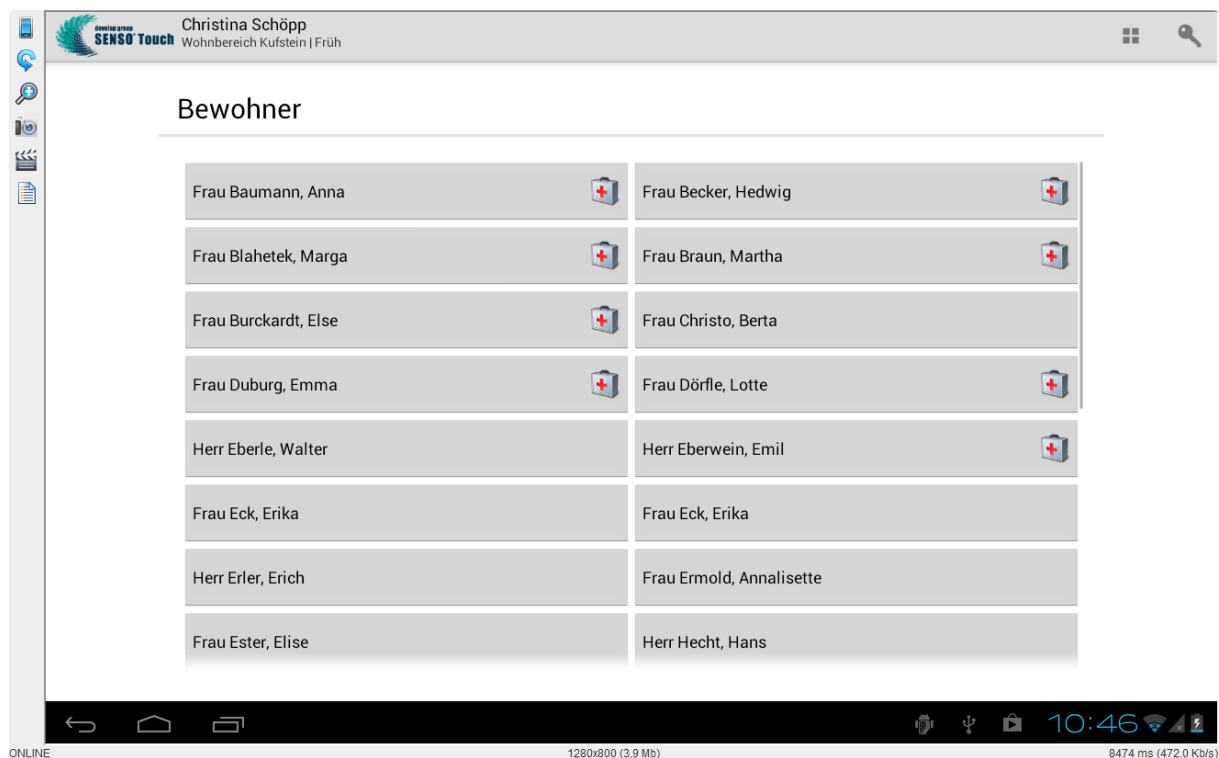 develop group
SENSO Touch
Christina Schöpp
Wohnbereich Kufstein | Früh
Bewohner
Frau Baumann, Anna
Frau Becker, Hedwig
Frau Blahetek, Marga
Frau Braun, Martha
Frau Burckardt, Else
Frau Christo, Berta
Frau Duburg, Emma
Frau Dörfle, Lotte
Herr Eberle, Walter
Herr Eberwein, Emil
Frau Eck, Erika
Frau Eck, Erika
Herr Erler, Erich
Frau Ermold, Annalisette
Frau Ester, Elise
Herr Hecht, Hans
10:46
ONLINE
1280x800 (3,9 Mb)
8474 ms (472,0 Kb/s)